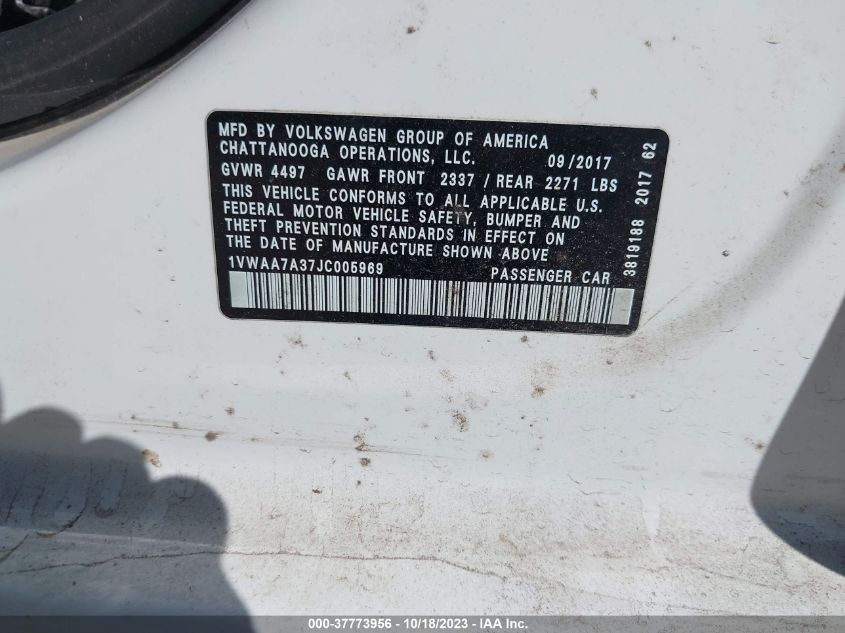 MFD BY VOLKSWAGEN GROUP OF AMERICA
CHATTANOOGA OPERATIONS, LLC. 09/2017
GVWR 4497 GAWR FRONT 2337 / REAR 2271 LBS
THIS VEHICLE CONFORMS TO ALL APPLICABLE U.S.
FEDERAL MOTOR VEHICLE SAFETY, BUMPER AND
THEFT PREVENTION STANDARDS IN EFFECT ON
THE DATE OF MANUFACTURE SHOWN ABOVE
1VWAA7A37JC005969 PASSENGER CAR
3819188 2017 62
000-37773956 - 10/18/2023 - IAA Inc.